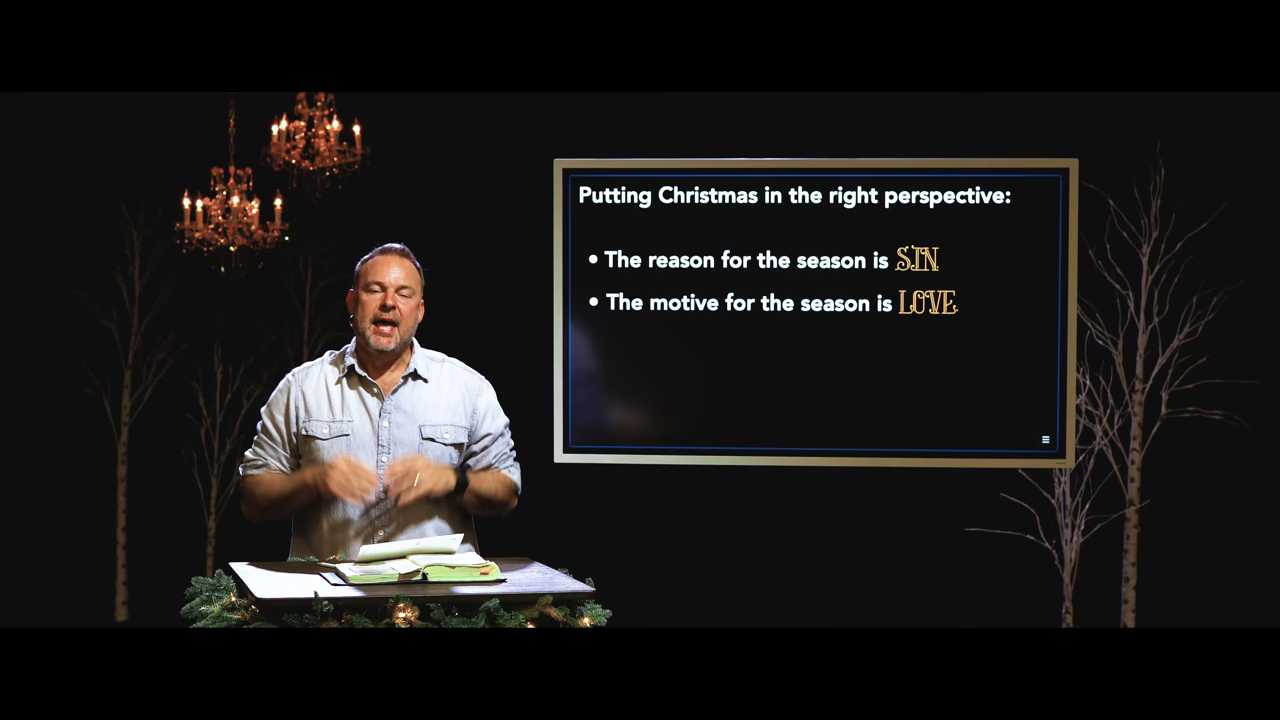 Putting Christmas in the right perspective:
• The reason for the season is SIN
• The motive for the season is LOVE